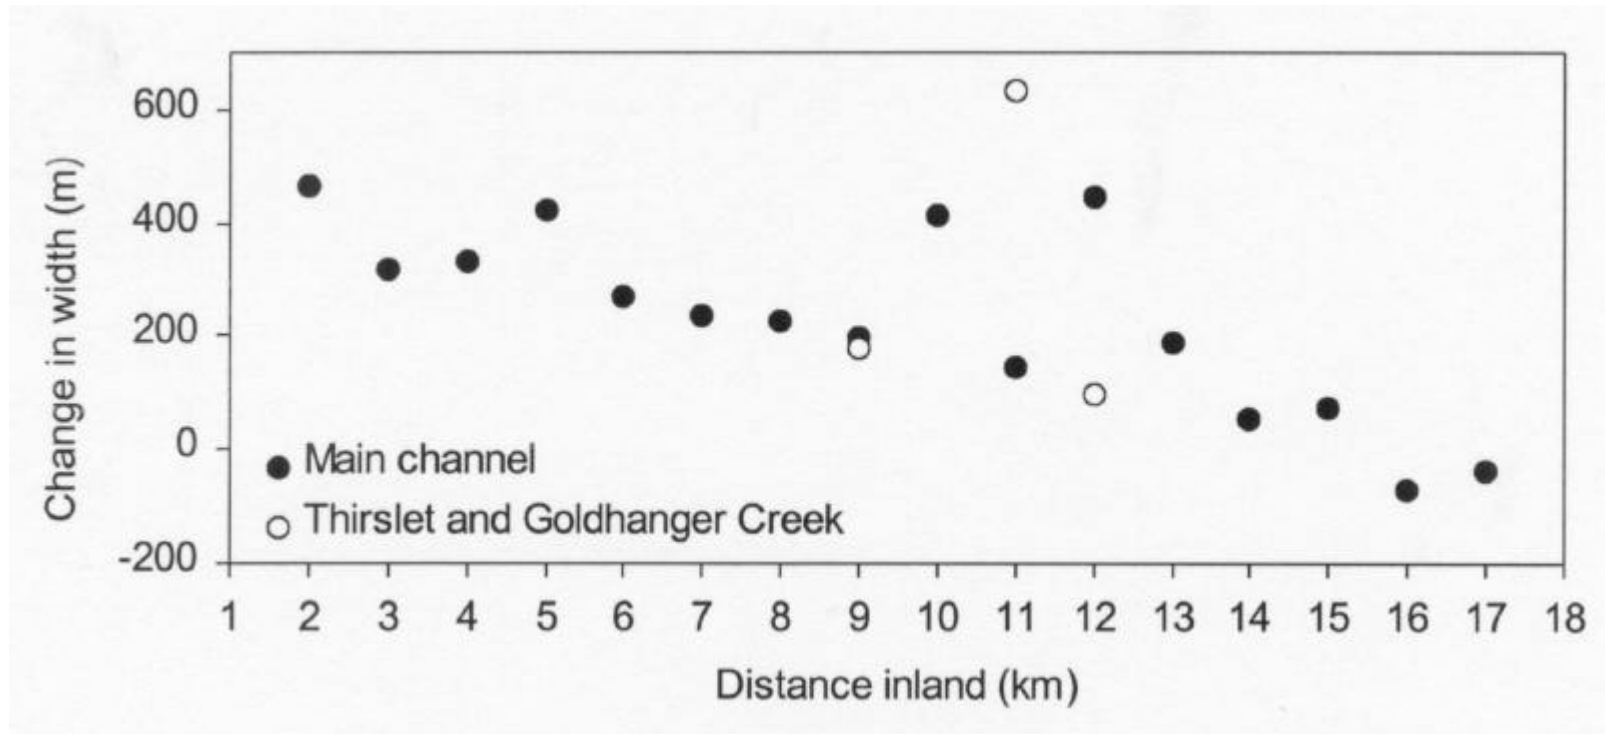 Change in width (m)
600
400
200
0
-200
Main channel
Thirslet and Goldhanger Creek
1 2 3 4 5 6 7 8 9 10 11 12 13 14 15 16 17 18
Distance inland (km)